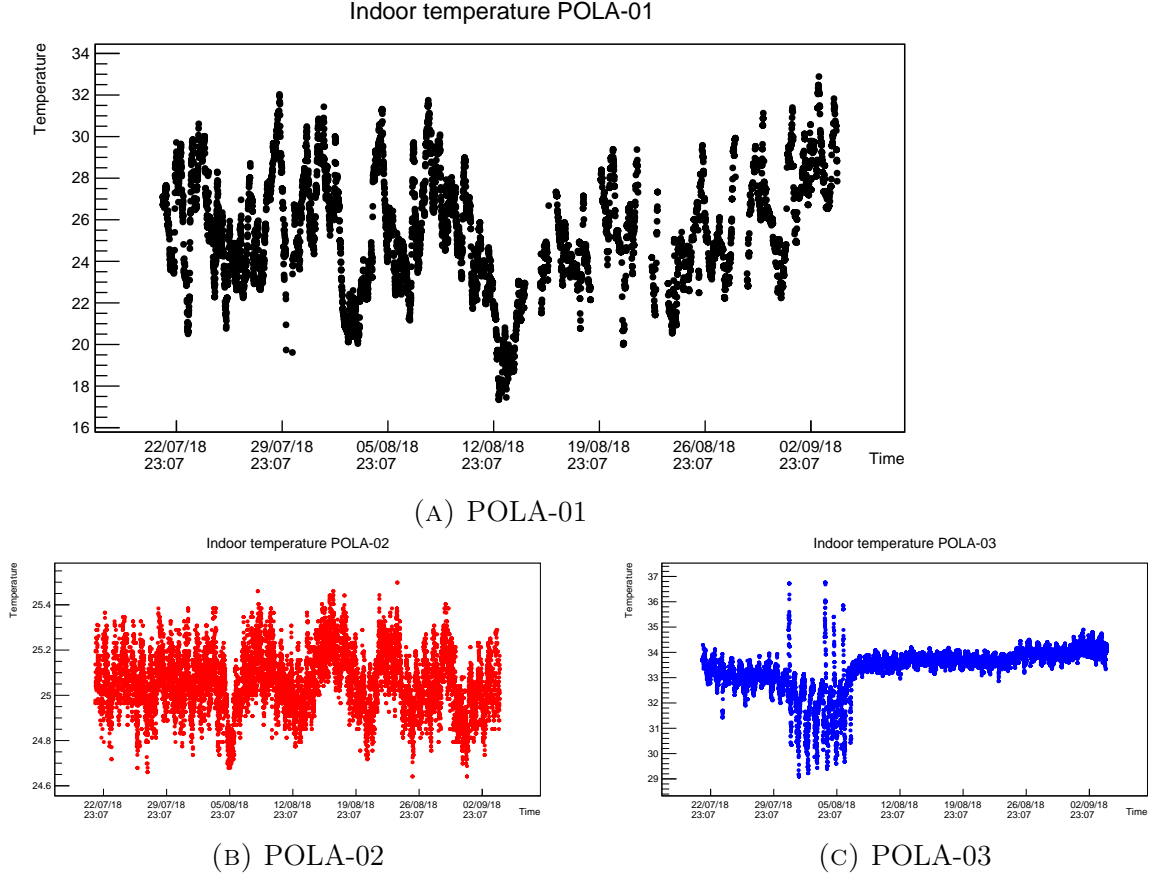 Indoor temperature POLA-01
Temperature
34
32
30
28
26
24
22
20
18
16
22/07/18 29/07/18 05/08/18 12/08/18 19/08/18 26/08/18 02/09/18
23:07 23:07 23:07 23:07 23:07 23:07 23:07
Time
(A) POLA-01
Indoor temperature POLA-02
Temperature
25.4
25.2
25
24.8
24.6
22/07/18 29/07/18 05/08/18 12/08/18 19/08/18 26/08/18 02/09/18
23:07 23:07 23:07 23:07 23:07 23:07 23:07
Time
(B) POLA-02
Indoor temperature POLA-03
Temperature
37
36
35
34
33
32
31
30
29
22/07/18 29/07/18 05/08/18 12/08/18 19/08/18 26/08/18 02/09/18
23:07 23:07 23:07 23:07 23:07 23:07 23:07
Time
(C) POLA-03